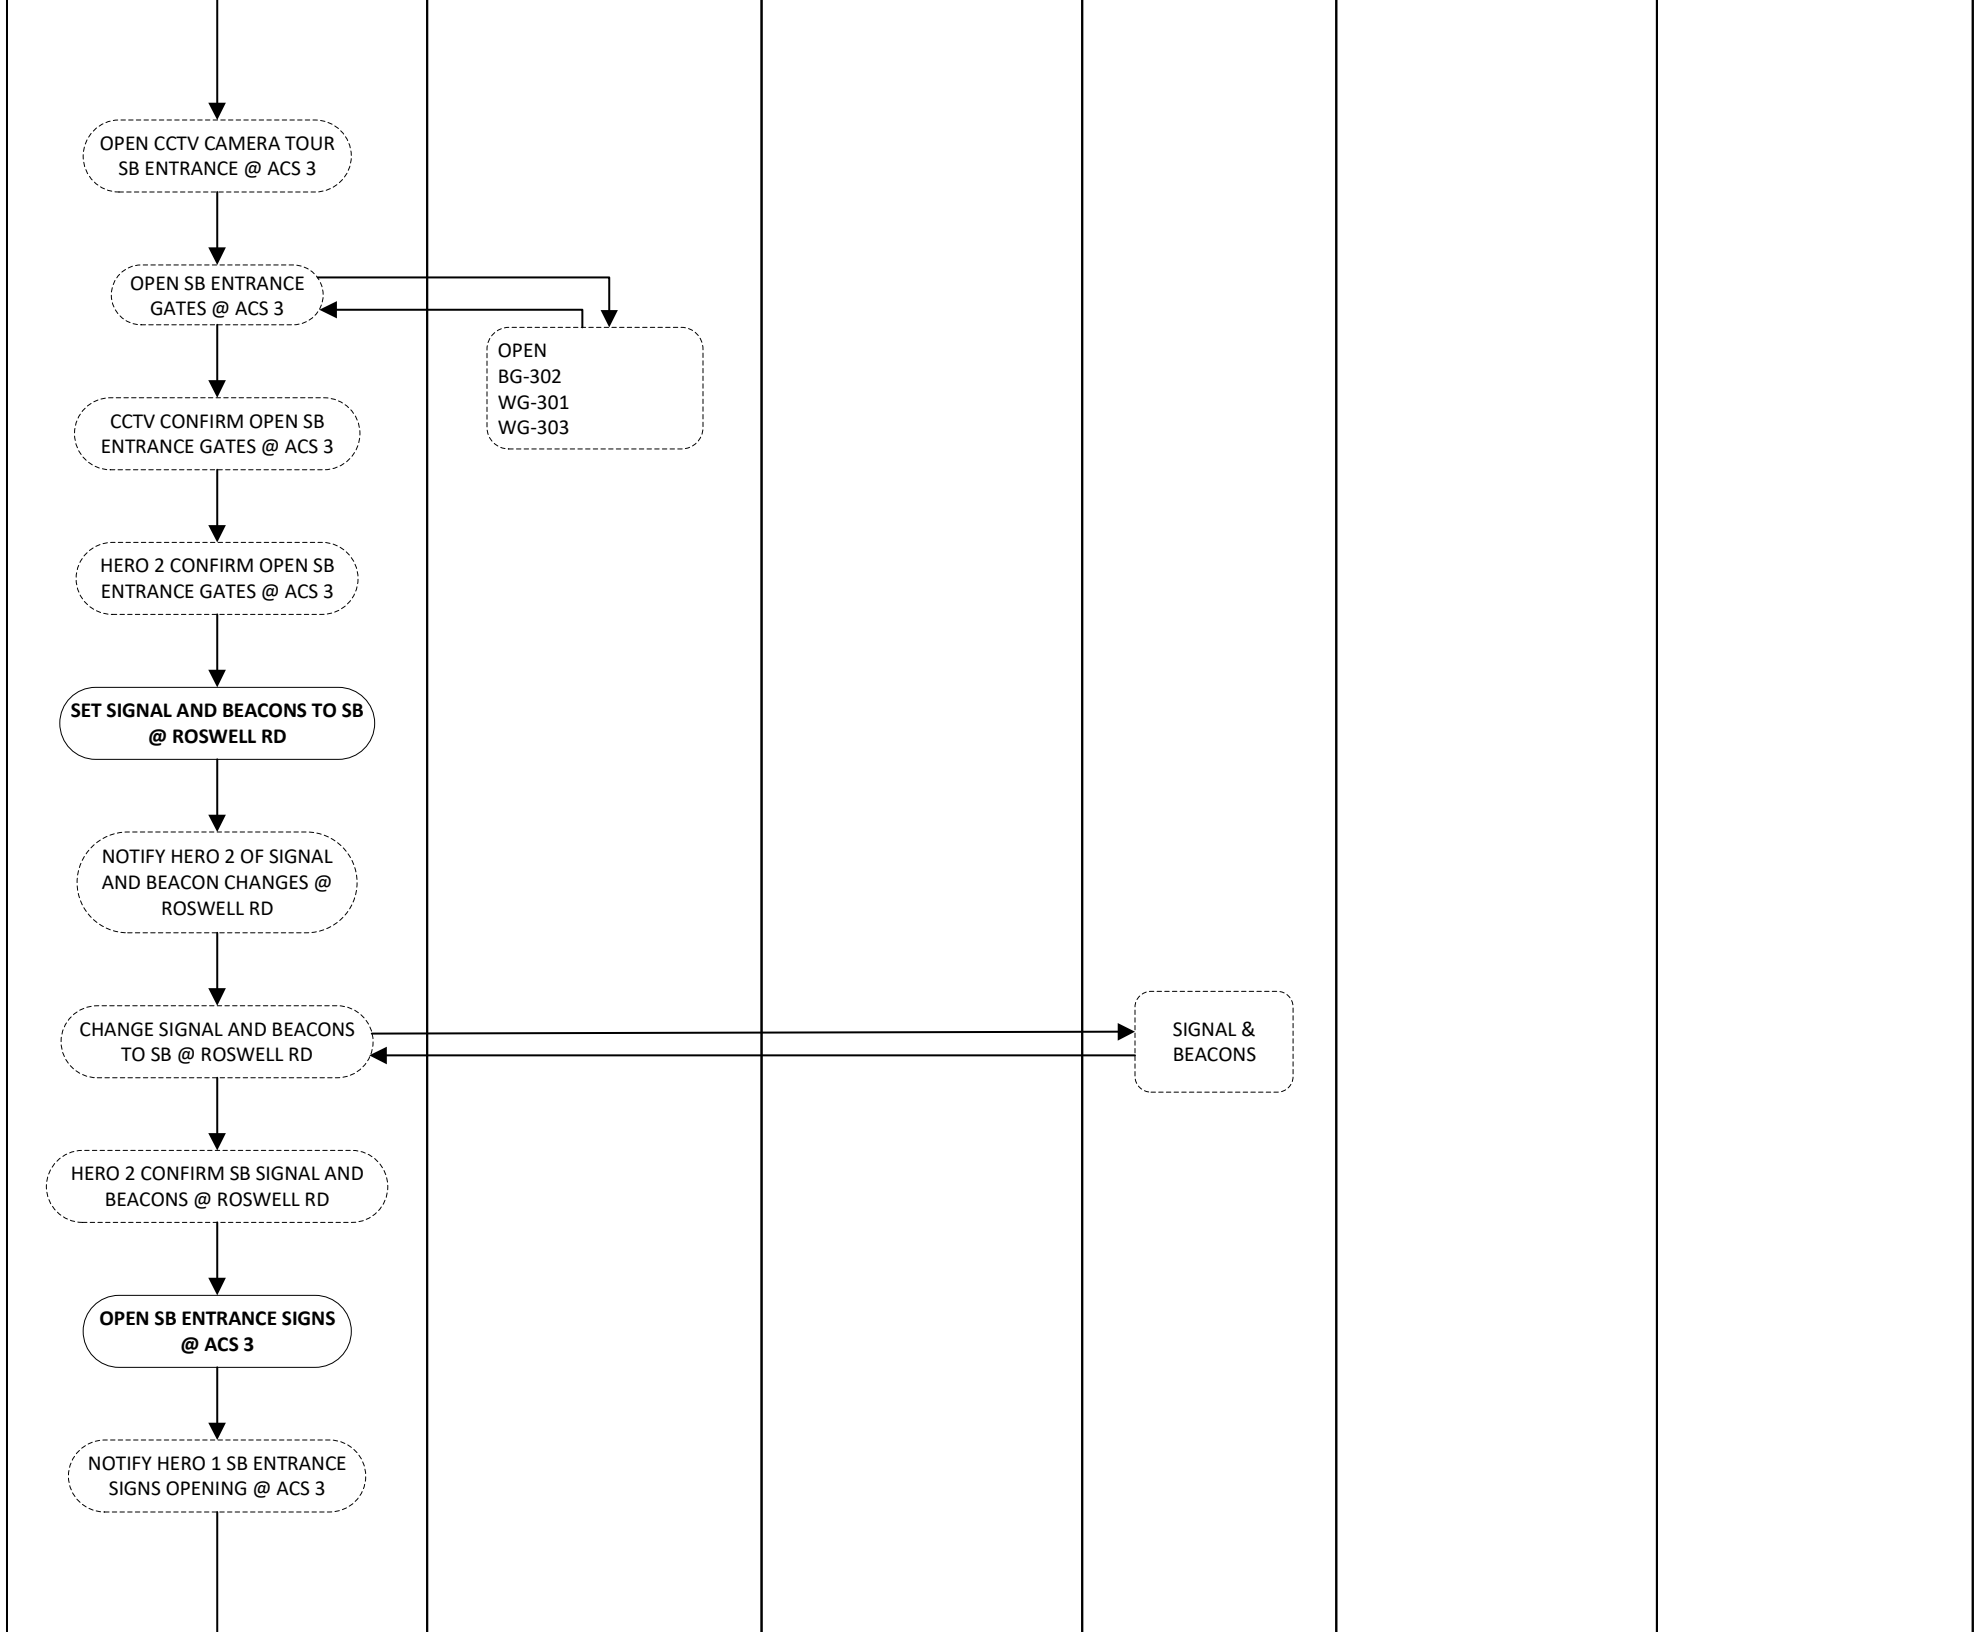 OPEN CCTV CAMERA TOUR
SB ENTRANCE @ ACS 3
OPEN SB ENTRANCE
GATES @ ACS 3
OPEN
BG-302
WG-301
WG-303
CCTV CONFIRM OPEN SB
ENTRANCE GATES @ ACS 3
HERO 2 CONFIRM OPEN SB
ENTRANCE GATES @ ACS 3
SET SIGNAL AND BEACONS TO SB
@ ROSWELL RD
NOTIFY HERO 2 OF SIGNAL
AND BEACON CHANGES @
ROSWELL RD
CHANGE SIGNAL AND BEACONS
TO SB @ ROSWELL RD
SIGNAL &
BEACONS
HERO 2 CONFIRM SB SIGNAL AND
BEACONS @ ROSWELL RD
OPEN SB ENTRANCE SIGNS
@ ACS 3
NOTIFY HERO 1 SB ENTRANCE
SIGNS OPENING @ ACS 3